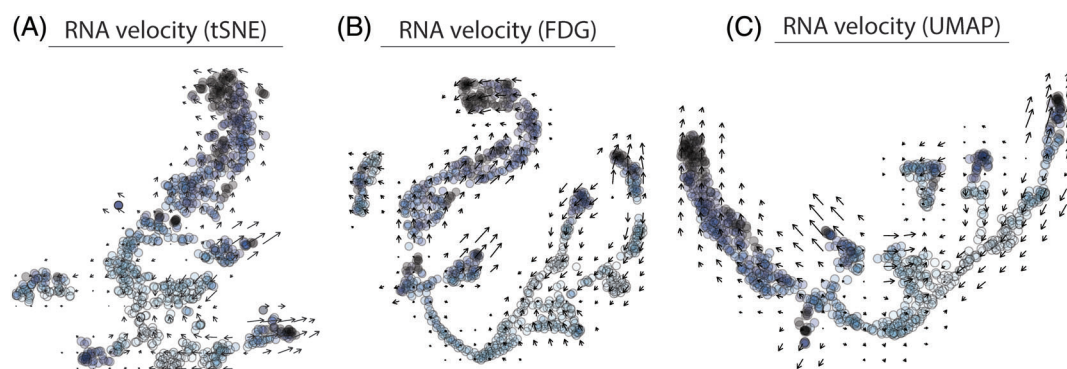 (A) RNA velocity (tSNE)
(B) RNA velocity (FDG)
(C) RNA velocity (UMAP)